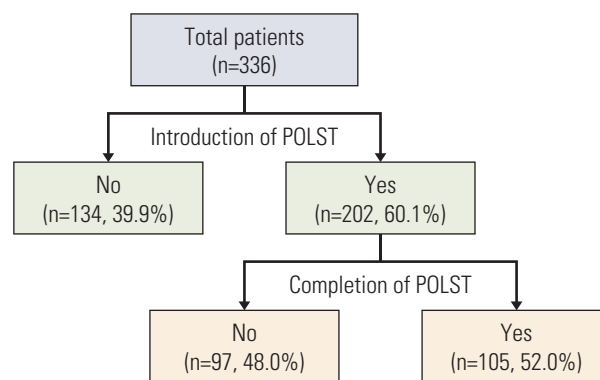 Total patients
(n=336)
Introduction of POLST
No
(n=134, 39.9%)
Yes
(n=202, 60.1%)
Completion of POLST
No
(n=97, 48.0%)
Yes
(n=105, 52.0%)